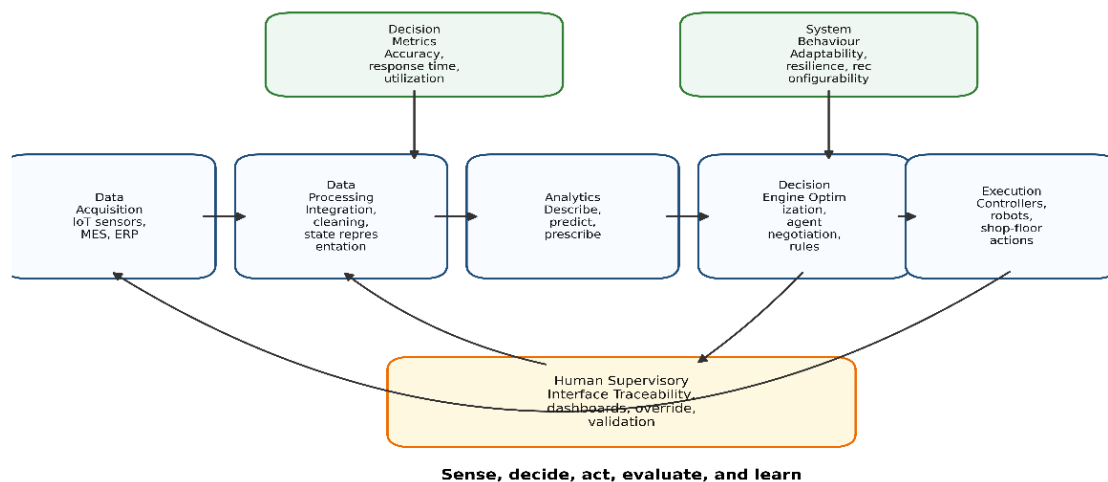 Decision
Metrics
Accuracy,
response time,
utilization
System
Behaviour
Adaptability,
resilience, rec
onfigurability
Data
Acquisition
IoT sensors,
MES, ERP
Data
Processing
Integration,
cleaning,
state repres
entation
Analytics
Describe,
predict,
prescribe
Decision
Engine Optim
ization,
agent
negotiation,
rules
Execution
Controllers,
robots,
shop-floor
actions
Human Supervisory
Interface Traceability,
dashboards, override,
validation
Sense, decide, act, evaluate, and learn